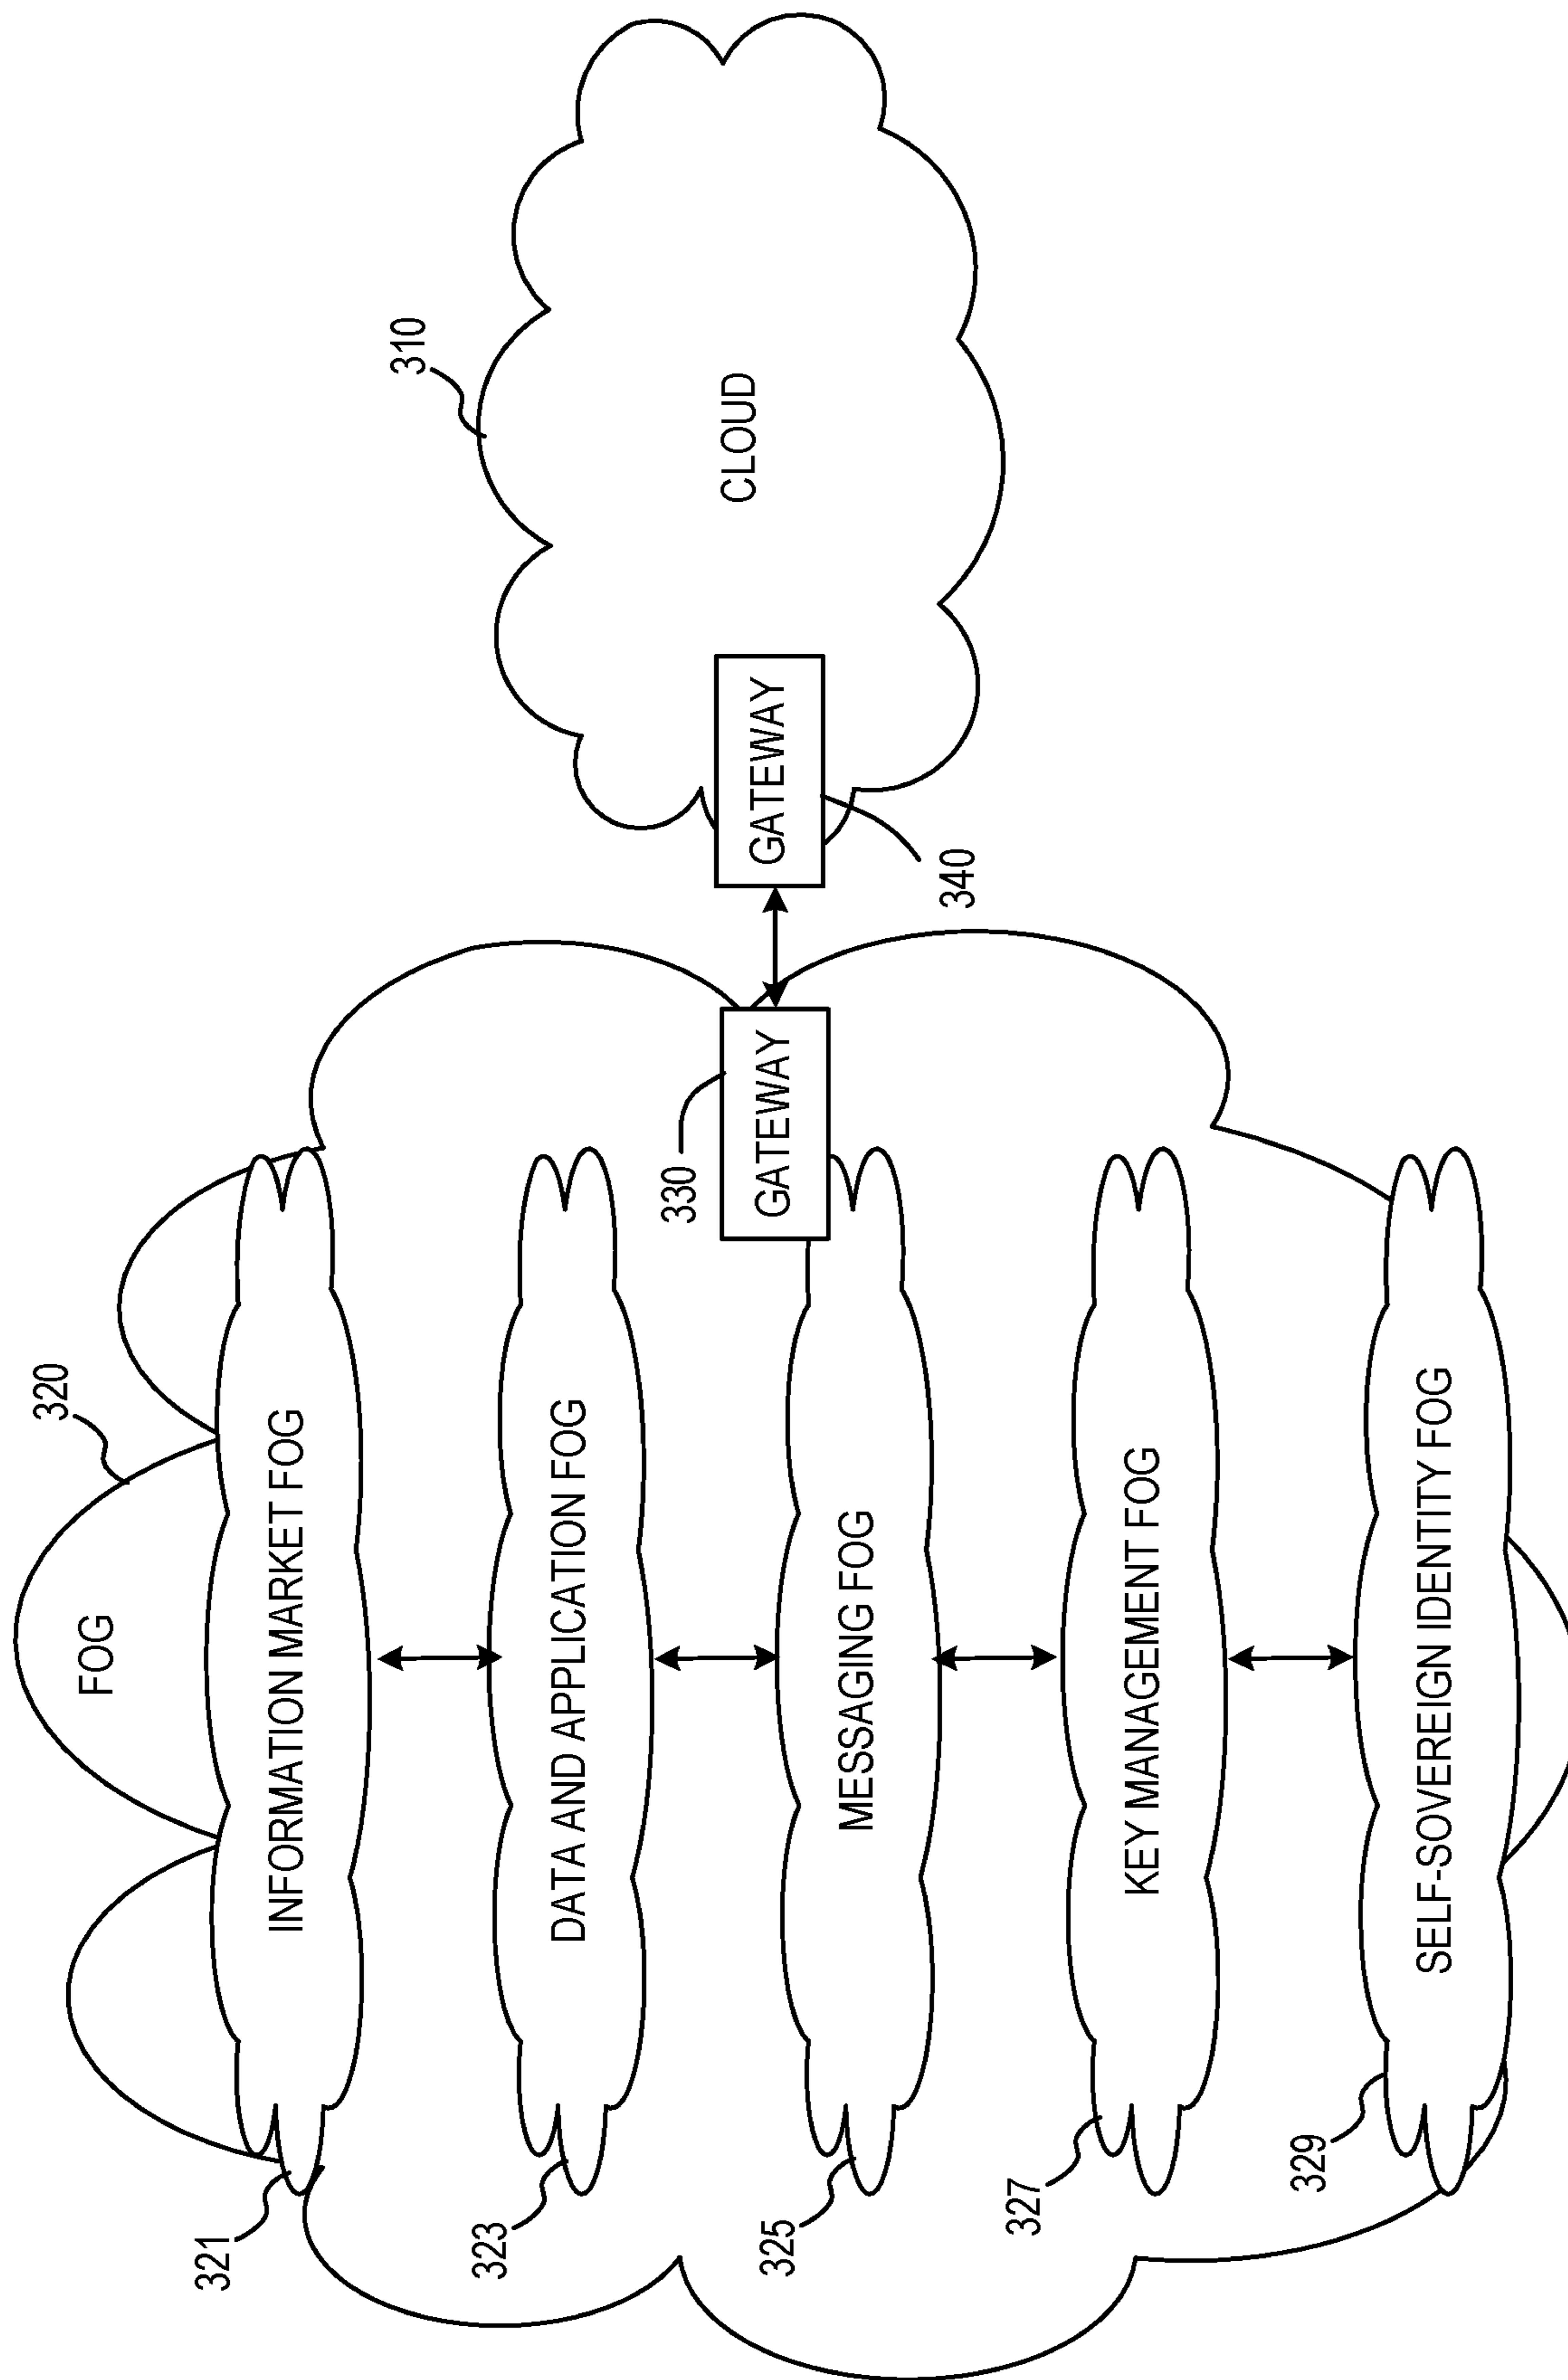 320
FOG
321
INFORMATION MARKET FOG
323
DATA AND APPLICATION FOG
325
MESSAGING FOG
327
KEY MANAGEMENT FOG
329
SELF-SOVEREIGN IDENTITY FOG
330
GATEWAY
GATEWAY
340
310
CLOUD